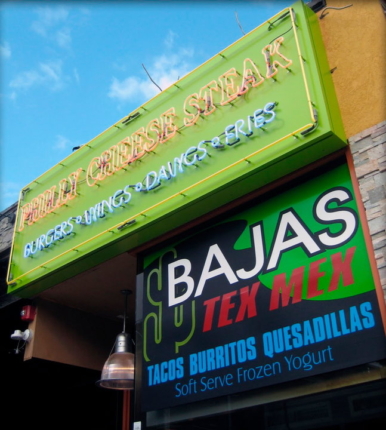 PHILLY CHEESE STEAK
BURGERS • WINGS • DAWGS • FRIES
BAJAS
TEX MEX
TACOS BURRITOS QUESADILLAS
Soft Serve Frozen Yogurt